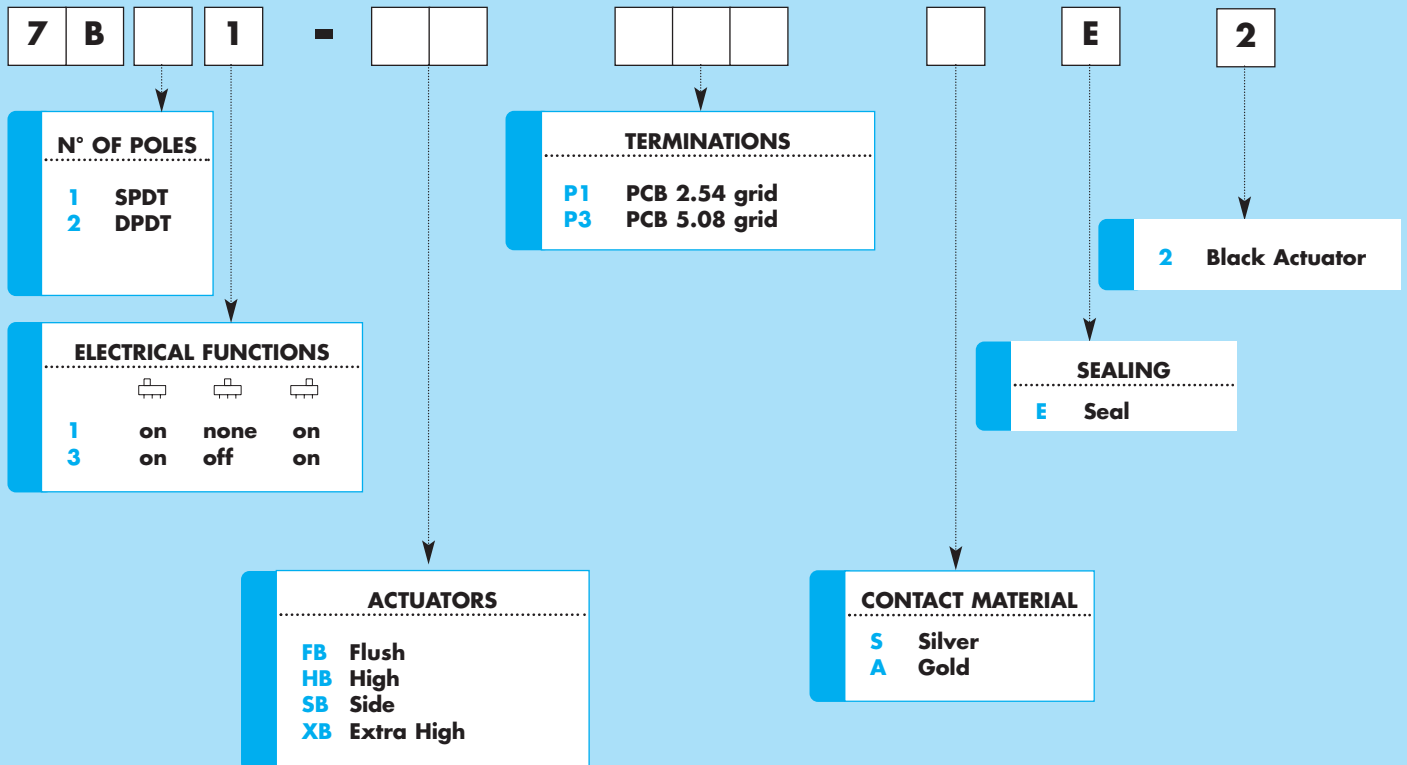 7 B 1 - E 2
N° OF POLES
1 SPDT
2 DPDT
ELECTRICAL FUNCTIONS
1 on none on
3 on off on
ACTUATORS
FB Flush
HB High
SB Side
XB Extra High
TERMINATIONS
P1 PCB 2.54 grid
P3 PCB 5.08 grid
CONTACT MATERIAL
S Silver
A Gold
SEALING
E Seal
2 Black Actuator